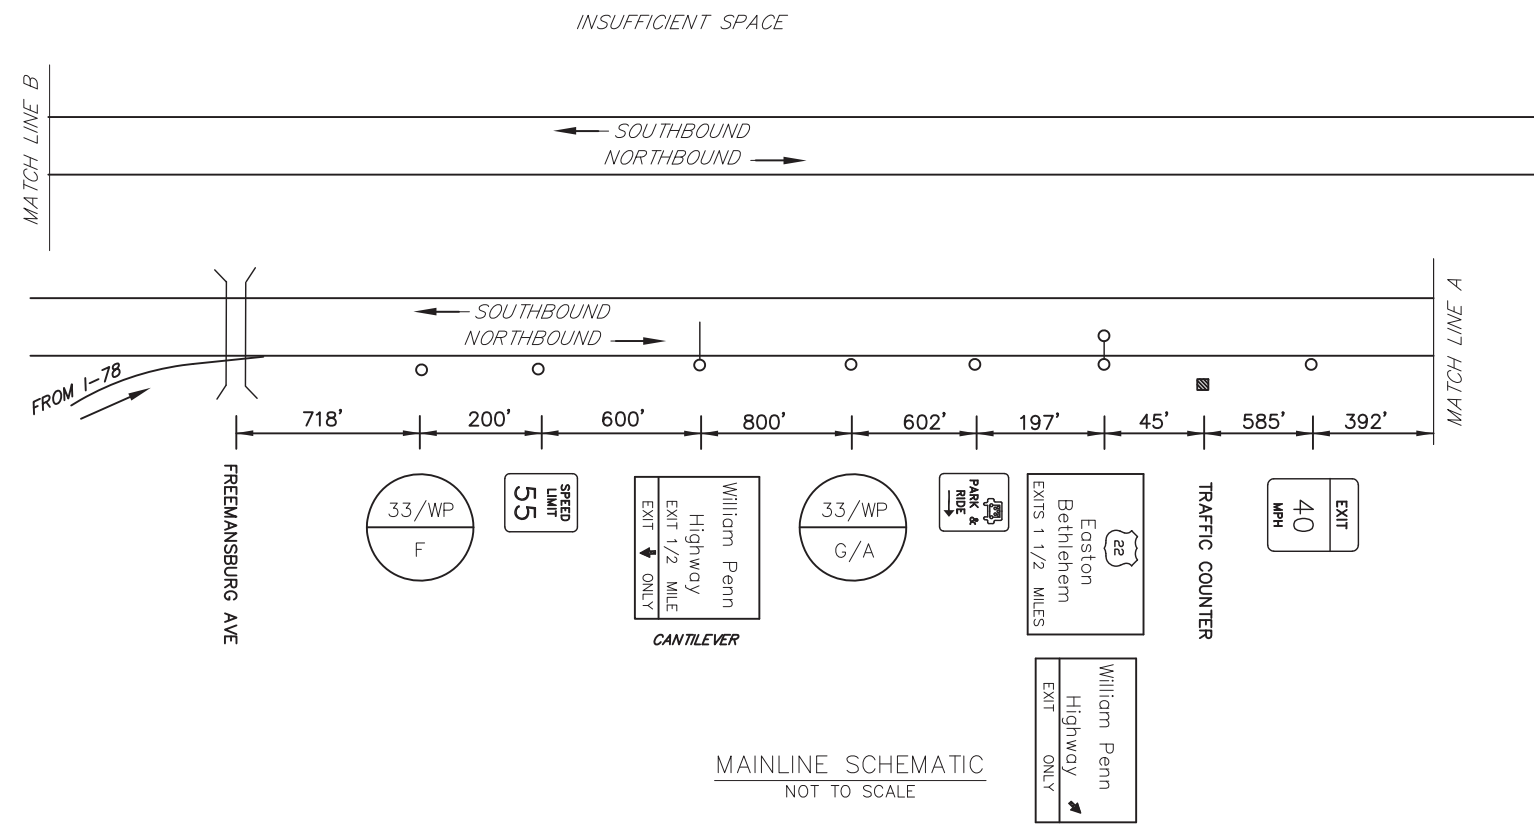 INSUFFICIENT SPACE
MATCH LINE B
SOUTHBOUND
NORTHBOUND
SOUTHBOUND
NORTHBOUND
FROM I-78
MATCH LINE A
718' 200' 600' 800' 602' 197' 45' 585' 392'
FREEMANSBURG AVE
33/WP
F
SPEED
LIMIT
55
William Penn
Highway
EXIT 1/2 MILE
EXIT ONLY
CANTILEVER
33/WP
G/A
PARK &
RIDE
22
Easton
Bethlehem
EXITS 1 1/2 MILES
William Penn
Highway
EXIT ONLY
TRAFFIC COUNTER
EXIT
40
MPH
MAINLINE SCHEMATIC
NOT TO SCALE